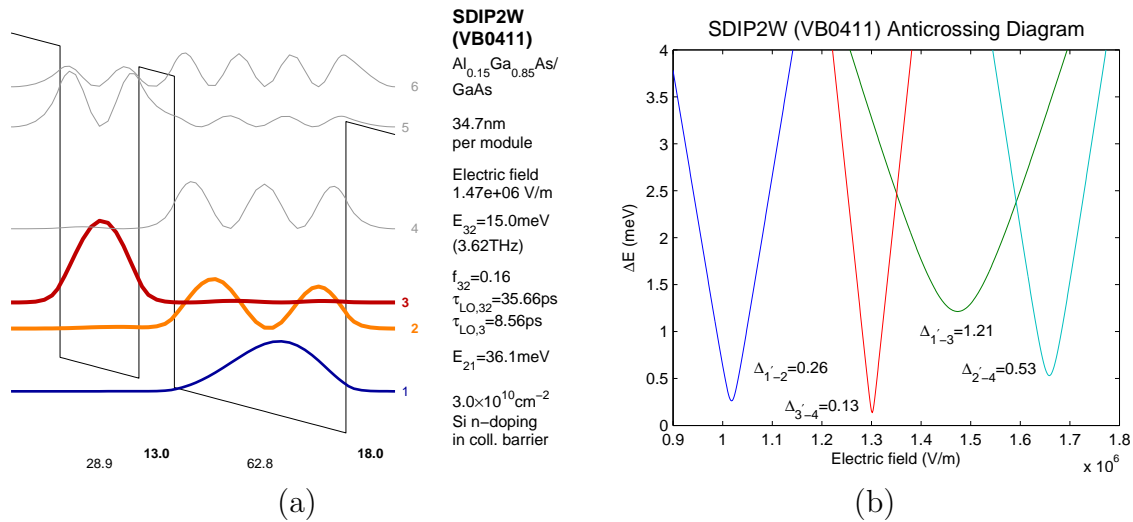 SDIP2W
(VB0411)
Al0.15Ga0.85As/
GaAs
34.7nm
per module
Electric field
1.47e+06 V/m
E32=15.0meV
(3.62THz)
f32=0.16
τLO,32=35.66ps
τLO,3=8.56ps
E21=36.1meV
3.0×10^10cm^-2
Si n-doping
in coll. barrier
6
5
4
3
2
1
28.9 13.0 62.8 18.0
(a)
SDIP2W (VB0411) Anticrossing Diagram
ΔE (meV)
4
3.5
3
2.5
2
1.5
1
0.5
0
Δ1'-3=1.21
Δ1'-2=0.26
Δ2'-4=0.53
Δ3'-4=0.13
0.9 1 1.1 1.2 1.3 1.4 1.5 1.6 1.7 1.8
Electric field (V/m)
x 10^6
(b)